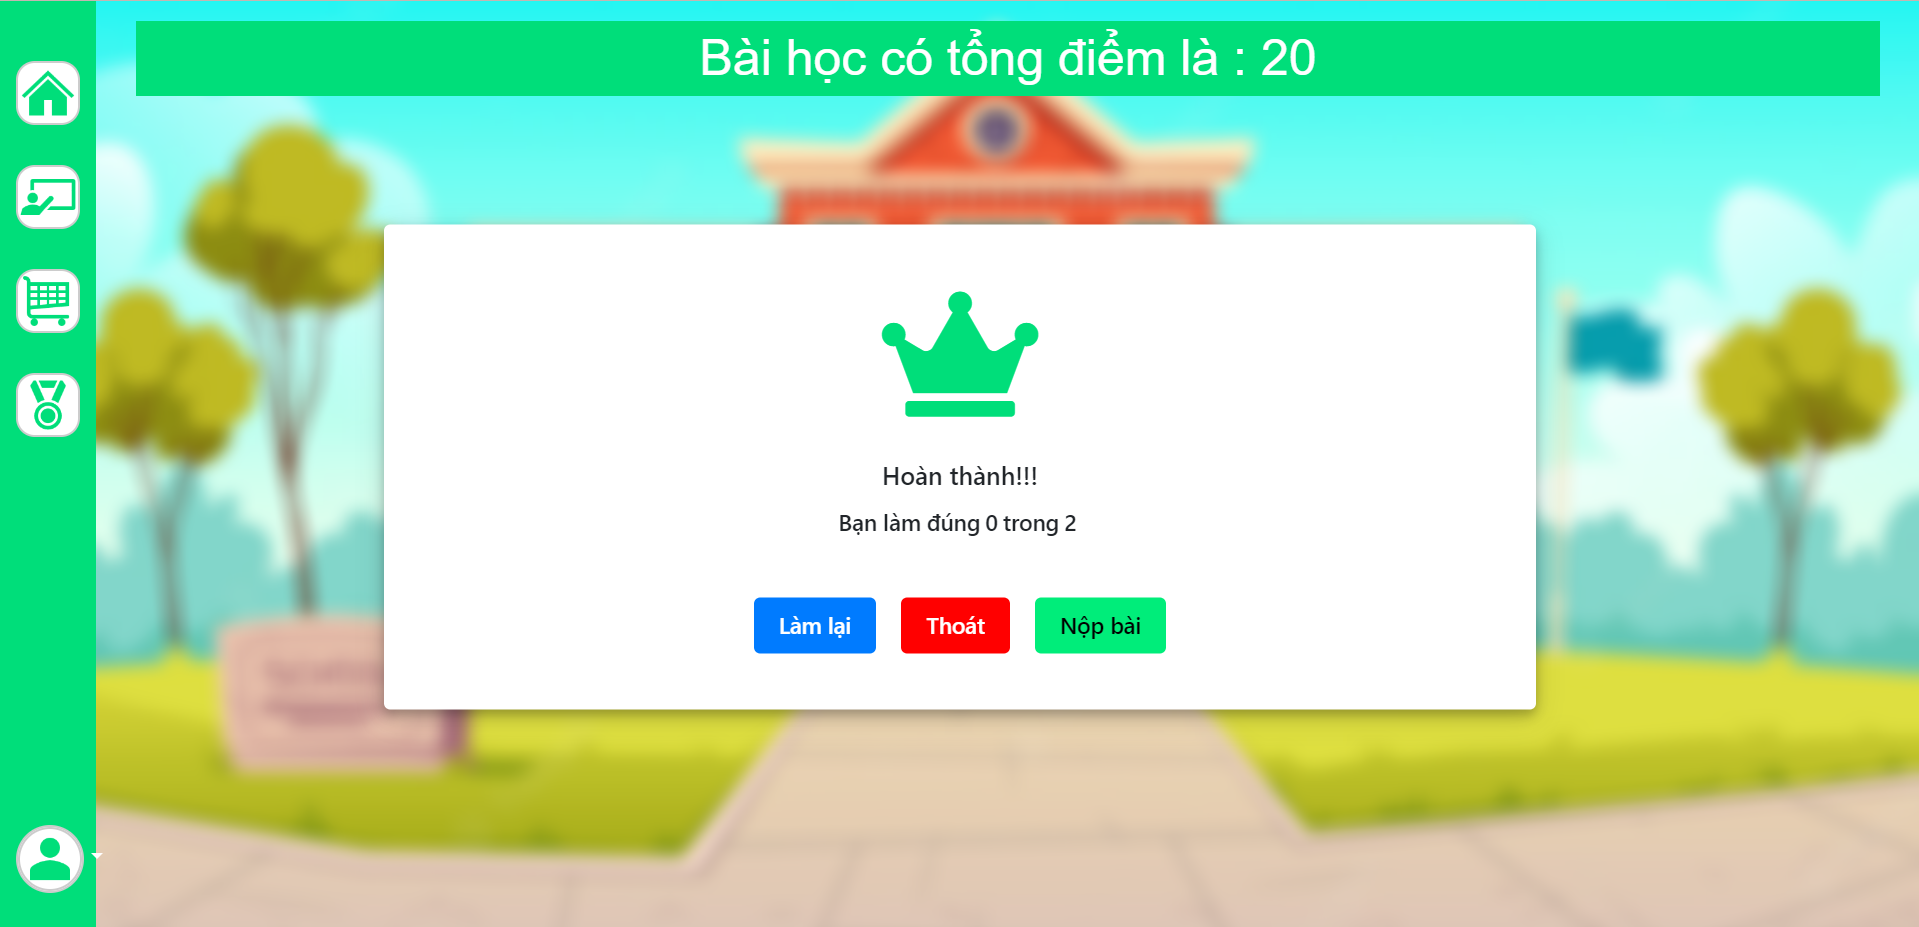 Bài học có tổng điểm là : 20
Hoàn thành!!!
Bạn làm đúng 0 trong 2
Làm lại
Thoát
Nộp bài